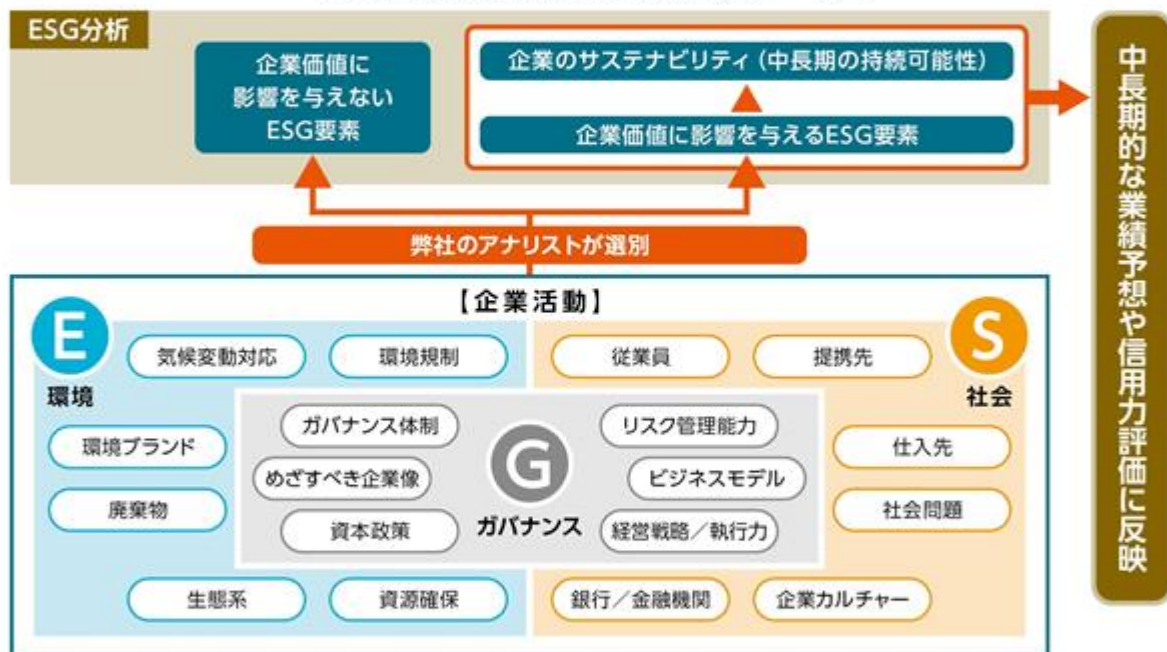 ESG分析
企業価値に
影響を与えない
ESG要素
企業のサステナビリティ（中長期の持続可能性）
企業価値に影響を与えるESG要素
中長期的な業績予想や信用力評価に反映
弊社のアナリストが選別
【企業活動】
E
環境
S
社会
気候変動対応
環境規制
従業員
提携先
環境ブランド
廃棄物
ガバナンス体制
めざすべき企業像
資本政策
G
ガバナンス
リスク管理能力
ビジネスモデル
経営戦略／執行力
仕入先
社会問題
生態系
資源確保
銀行／金融機関
企業カルチャー